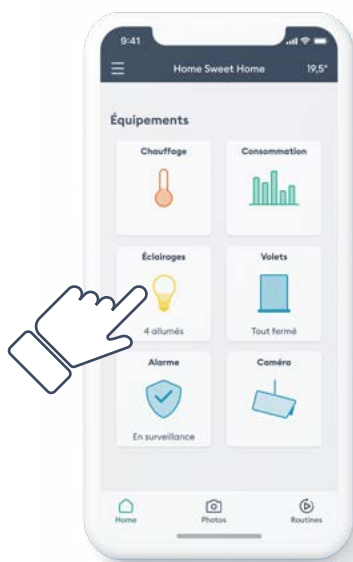 9:41
Home Sweet Home 19,5°
Équipements
Chauffage Consommation
Éclairages Volets
4 allumés Tout fermé
Alarme Caméra
En surveillance
Home Photos Routines